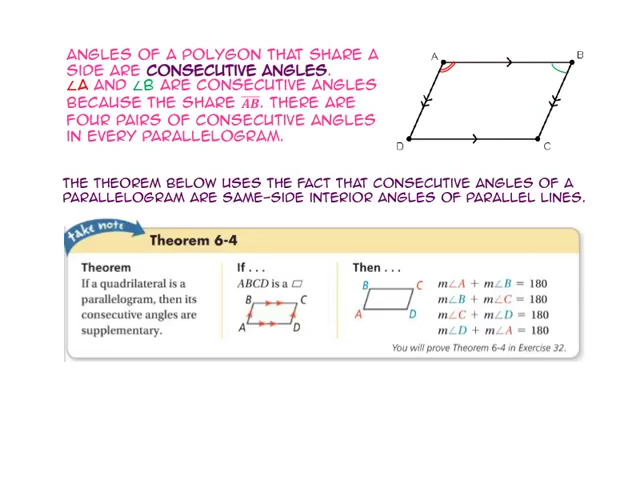 ANGLES OF A POLYGON THAT SHARE A
SIDE ARE CONSECUTIVE ANGLES.
∠A AND ∠B ARE CONSECUTIVE ANGLES
BECAUSE THE SHARE A̅B̅. THERE ARE
FOUR PAIRS OF CONSECUTIVE ANGLES
IN EVERY PARALLELOGRAM.
A
B
D
C
THE THEOREM BELOW USES THE FACT THAT CONSECUTIVE ANGLES OF A
PARALLELOGRAM ARE SAME-SIDE INTERIOR ANGLES OF PARALLEL LINES.
take note
Theorem 6-4
Theorem
If a quadrilateral is a
parallelogram, then its
consecutive angles are
supplementary.
If . . .
ABCD is a ▱
B
C
A
D
Then . . .
B
C
A
D
m∠A + m∠B = 180
m∠B + m∠C = 180
m∠C + m∠D = 180
m∠D + m∠A = 180
You will prove Theorem 6-4 in Exercise 32.